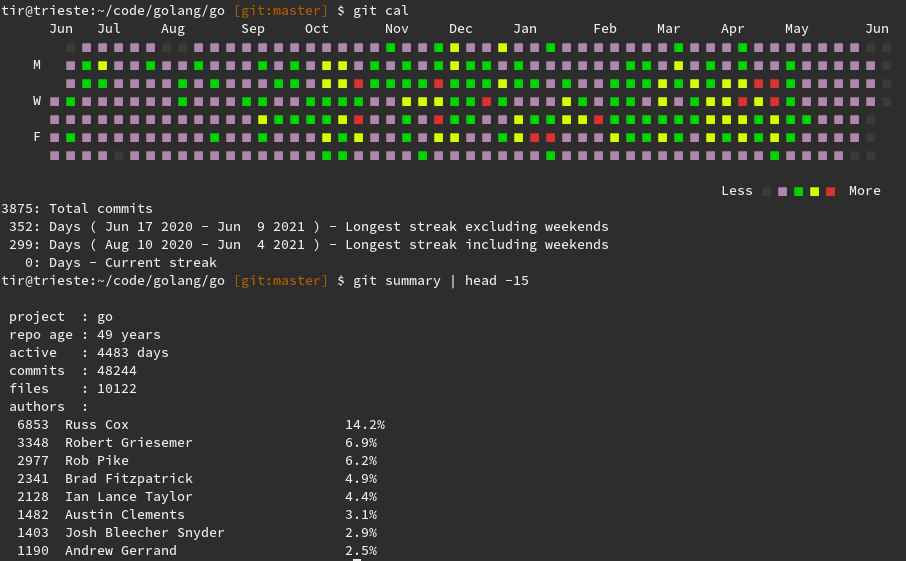 tir@trieste:~/code/golang/go [git:master] $ git cal
Jun Jul Aug Sep Oct Nov Dec Jan Feb Mar Apr May Jun
M
W
F
Less More
3875: Total commits
352: Days ( Jun 17 2020 - Jun  9 2021 ) - Longest streak excluding weekends
299: Days ( Aug 10 2020 - Jun  4 2021 ) - Longest streak including weekends
0: Days - Current streak
tir@trieste:~/code/golang/go [git:master] $ git summary | head -15
project  : go
repo age : 49 years
active   : 4483 days
commits  : 48244
files    : 10122
authors  :
6853  Russ Cox 14.2%
3348  Robert Griesemer 6.9%
2977  Rob Pike 6.2%
2341  Brad Fitzpatrick 4.9%
2128  Ian Lance Taylor 4.4%
1482  Austin Clements 3.1%
1403  Josh Bleecher Snyder 2.9%
1190  Andrew Gerrand 2.5%